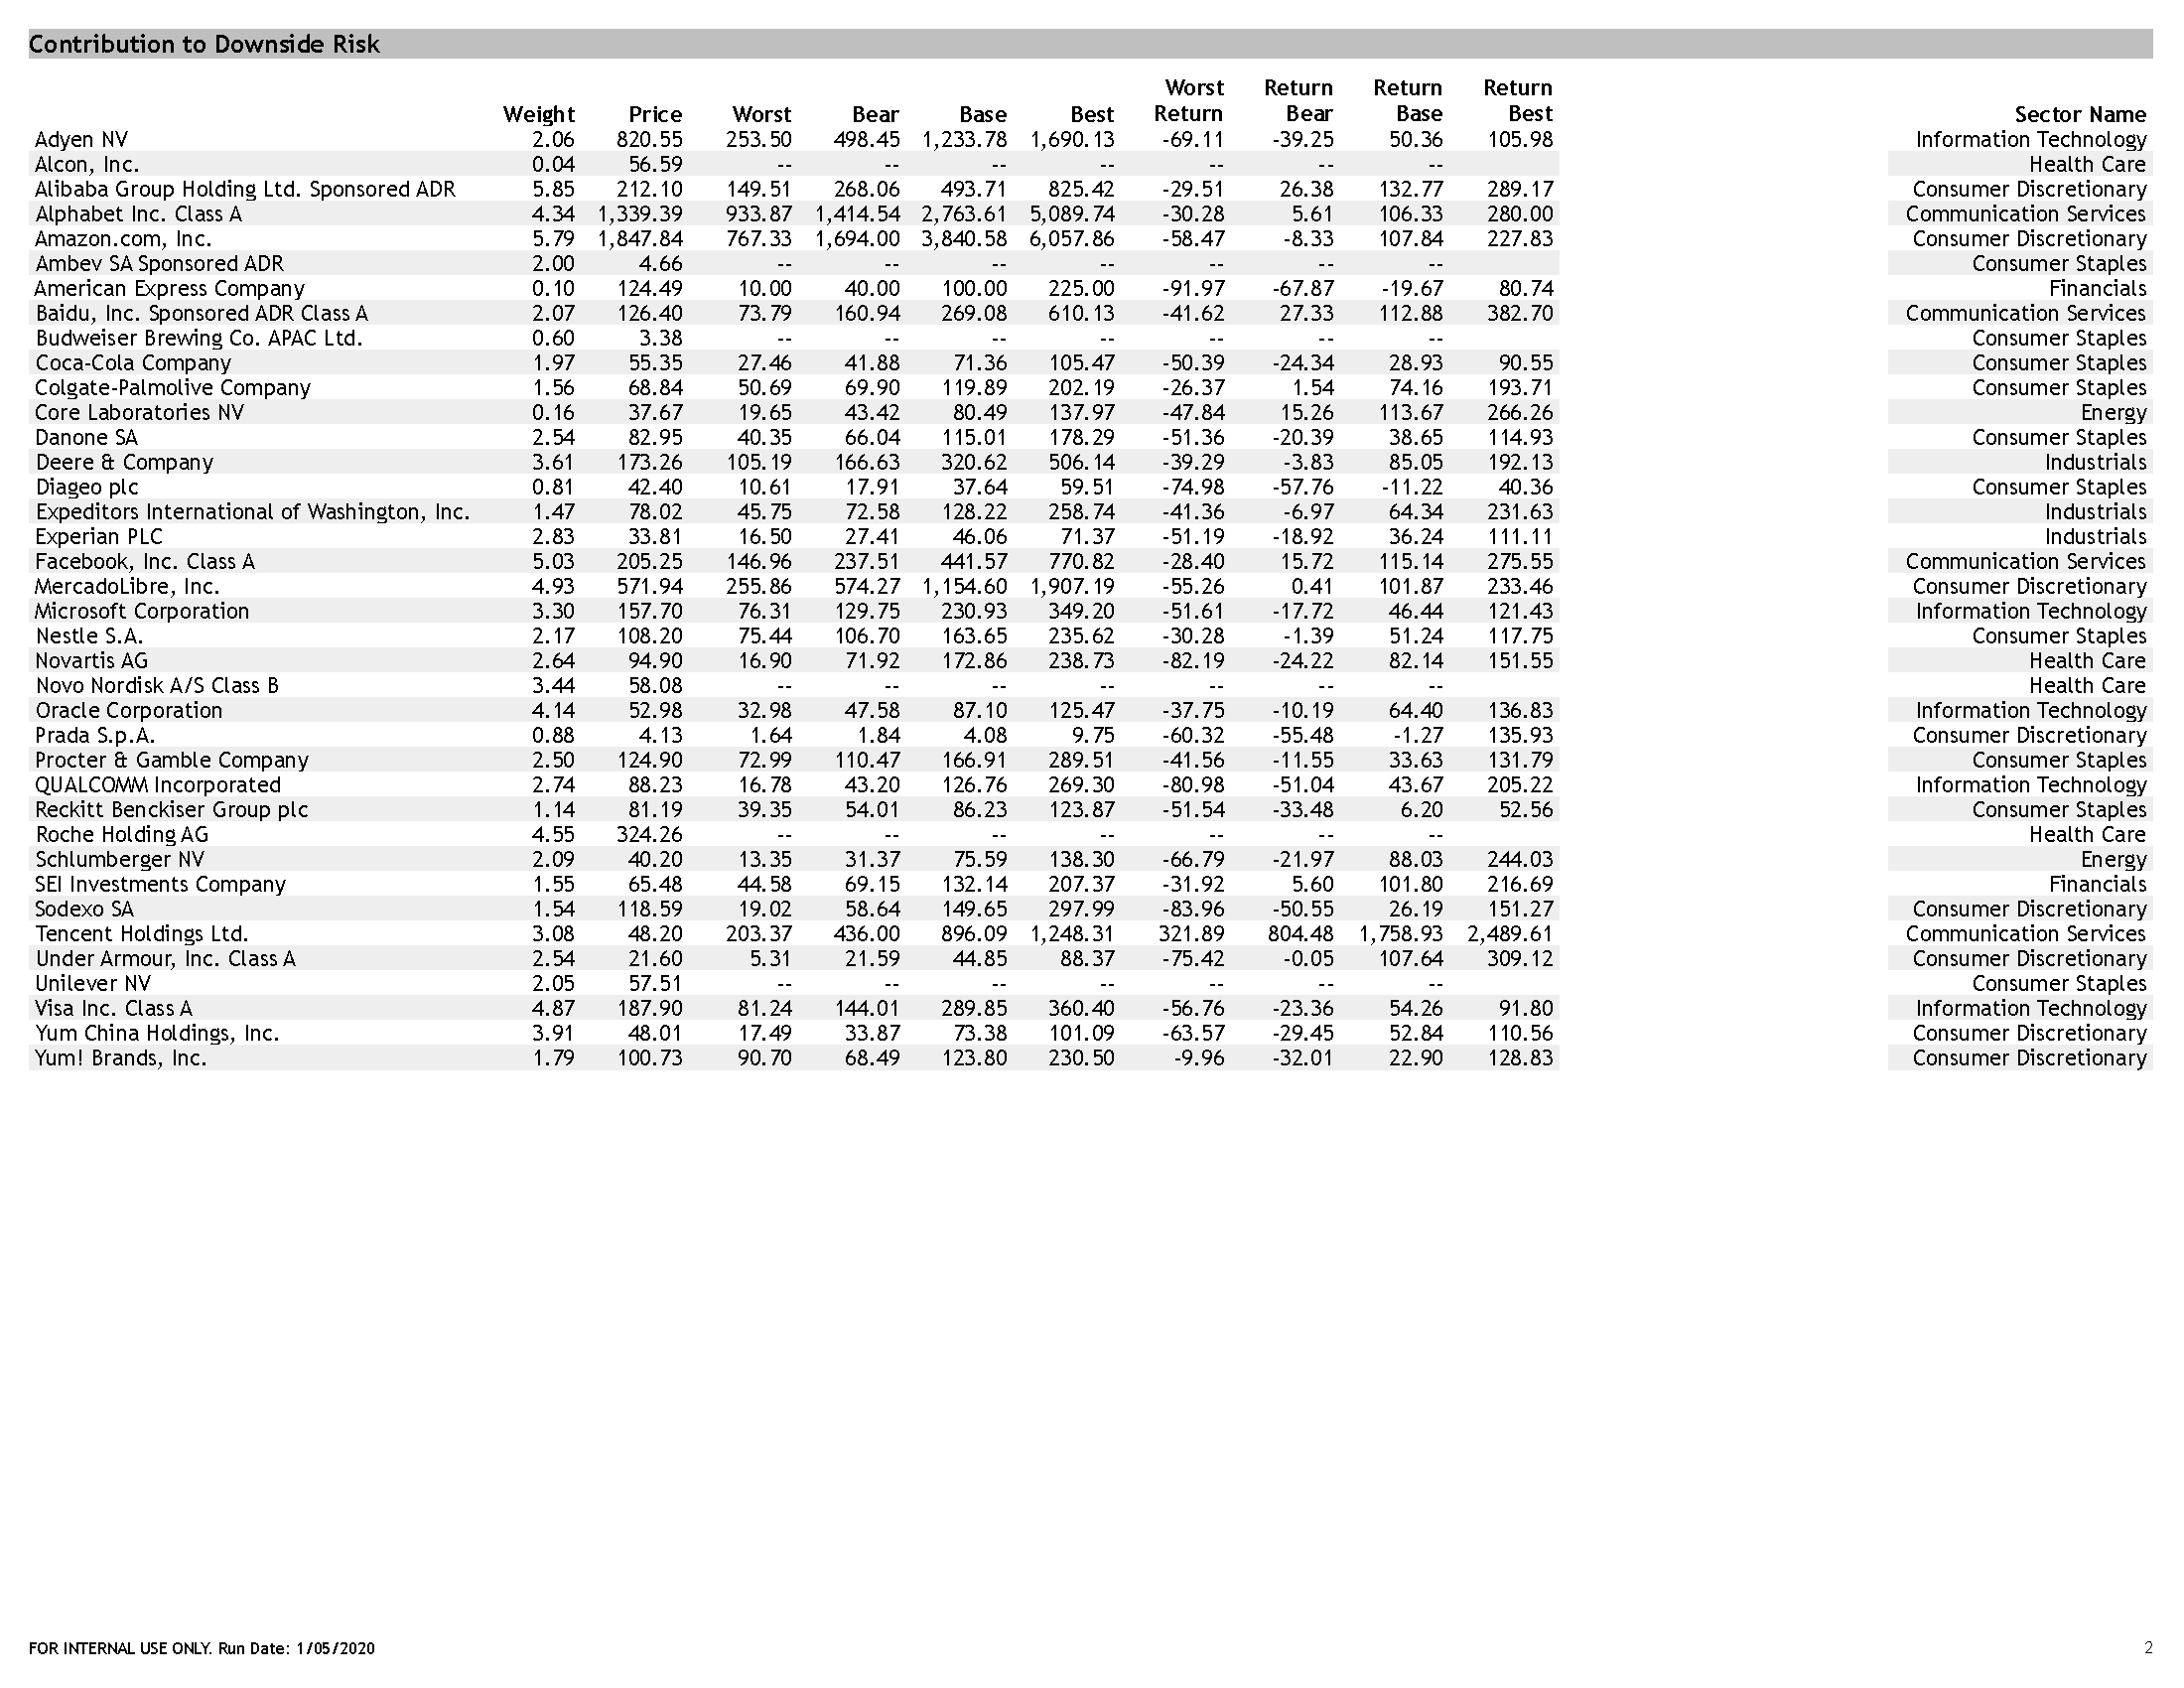 Contribution to Downside Risk
Worst Return Return Return
Weight Price Worst Bear Base Best Return Bear Base Best Sector Name
Adyen NV 2.06 820.55 253.50 498.45 1,233.78 1,690.13 -69.11 -39.25 50.36 105.98 Information Technology
Alcon, Inc. 0.04 56.59 -- -- -- -- -- -- -- Health Care
Alibaba Group Holding Ltd. Sponsored ADR 5.85 212.10 149.51 268.06 493.71 825.42 -29.51 26.38 132.77 289.17 Consumer Discretionary
Alphabet Inc. Class A 4.34 1,339.39 933.87 1,414.54 2,763.61 5,089.74 -30.28 5.61 106.33 280.00 Communication Services
Amazon.com, Inc. 5.79 1,847.84 767.33 1,694.00 3,840.58 6,057.86 -58.47 -8.33 107.84 227.83 Consumer Discretionary
Ambev SA Sponsored ADR 2.00 4.66 -- -- -- -- -- -- -- Consumer Staples
American Express Company 0.10 124.49 10.00 40.00 100.00 225.00 -91.97 -67.87 -19.67 80.74 Financials
Baidu, Inc. Sponsored ADR Class A 2.07 126.40 73.79 160.94 269.08 610.13 -41.62 27.33 112.88 382.70 Communication Services
Budweiser Brewing Co. APAC Ltd. 0.60 3.38 -- -- -- -- -- -- -- Consumer Staples
Coca-Cola Company 1.97 55.35 27.46 41.88 71.36 105.47 -50.39 -24.34 28.93 90.55 Consumer Staples
Colgate-Palmolive Company 1.56 68.84 50.69 69.90 119.89 202.19 -26.37 1.54 74.16 193.71 Consumer Staples
Core Laboratories NV 0.16 37.67 19.65 43.42 80.49 137.97 -47.84 15.26 113.67 266.26 Energy
Danone SA 2.54 82.95 40.35 66.04 115.01 178.29 -51.36 -20.39 38.65 114.93 Consumer Staples
Deere & Company 3.61 173.26 105.19 166.63 320.62 506.14 -39.29 -3.83 85.05 192.13 Industrials
Diageo plc 0.81 42.40 10.61 17.91 37.64 59.51 -74.98 -57.76 -11.22 40.36 Consumer Staples
Expeditors International of Washington, Inc. 1.47 78.02 45.75 72.58 128.22 258.74 -41.36 -6.97 64.34 231.63 Industrials
Experian PLC 2.83 33.81 16.50 27.41 46.06 71.37 -51.19 -18.92 36.24 111.11 Industrials
Facebook, Inc. Class A 5.03 205.25 146.96 237.51 441.57 770.82 -28.40 15.72 115.14 275.55 Communication Services
MercadoLibre, Inc. 4.93 571.94 255.86 574.27 1,154.60 1,907.19 -55.26 0.41 101.87 233.46 Consumer Discretionary
Microsoft Corporation 3.30 157.70 76.31 129.75 230.93 349.20 -51.61 -17.72 46.44 121.43 Information Technology
Nestle S.A. 2.17 108.20 75.44 106.70 163.65 235.62 -30.28 -1.39 51.24 117.75 Consumer Staples
Novartis AG 2.64 94.90 16.90 71.92 172.86 238.73 -82.19 -24.22 82.14 151.55 Health Care
Novo Nordisk A/S Class B 3.44 58.08 -- -- -- -- -- -- -- Health Care
Oracle Corporation 4.14 52.98 32.98 47.58 87.10 125.47 -37.75 -10.19 64.40 136.83 Information Technology
Prada S.p.A. 0.88 4.13 1.64 1.84 4.08 9.75 -60.32 -55.48 -1.27 135.93 Consumer Discretionary
Procter & Gamble Company 2.50 124.90 72.99 110.47 166.91 289.51 -41.56 -11.55 33.63 131.79 Consumer Staples
QUALCOMM Incorporated 2.74 88.23 16.78 43.20 126.76 269.30 -80.98 -51.04 43.67 205.22 Information Technology
Reckitt Benckiser Group plc 1.14 81.19 39.35 54.01 86.23 123.87 -51.54 -33.48 6.20 52.56 Consumer Staples
Roche Holding AG 4.55 324.26 -- -- -- -- -- -- -- Health Care
Schlumberger NV 2.09 40.20 13.35 31.37 75.59 138.30 -66.79 -21.97 88.03 244.03 Energy
SEI Investments Company 1.55 65.48 44.58 69.15 132.14 207.37 -31.92 5.60 101.80 216.69 Financials
Sodexo SA 1.54 118.59 19.02 58.64 149.65 297.99 -83.96 -50.55 26.19 151.27 Consumer Discretionary
Tencent Holdings Ltd. 3.08 48.20 203.37 436.00 896.09 1,248.31 321.89 804.48 1,758.93 2,489.61 Communication Services
Under Armour, Inc. Class A 2.54 21.60 5.31 21.59 44.85 88.37 -75.42 -0.05 107.64 309.12 Consumer Discretionary
Unilever NV 2.05 57.51 -- -- -- -- -- -- -- Consumer Staples
Visa Inc. Class A 4.87 187.90 81.24 144.01 289.85 360.40 -56.76 -23.36 54.26 91.80 Information Technology
Yum China Holdings, Inc. 3.91 48.01 17.49 33.87 73.38 101.09 -63.57 -29.45 52.84 110.56 Consumer Discretionary
Yum! Brands, Inc. 1.79 100.73 90.70 68.49 123.80 230.50 -9.96 -32.01 22.90 128.83 Consumer Discretionary
FOR INTERNAL USE ONLY. Run Date: 1/05/2020 2